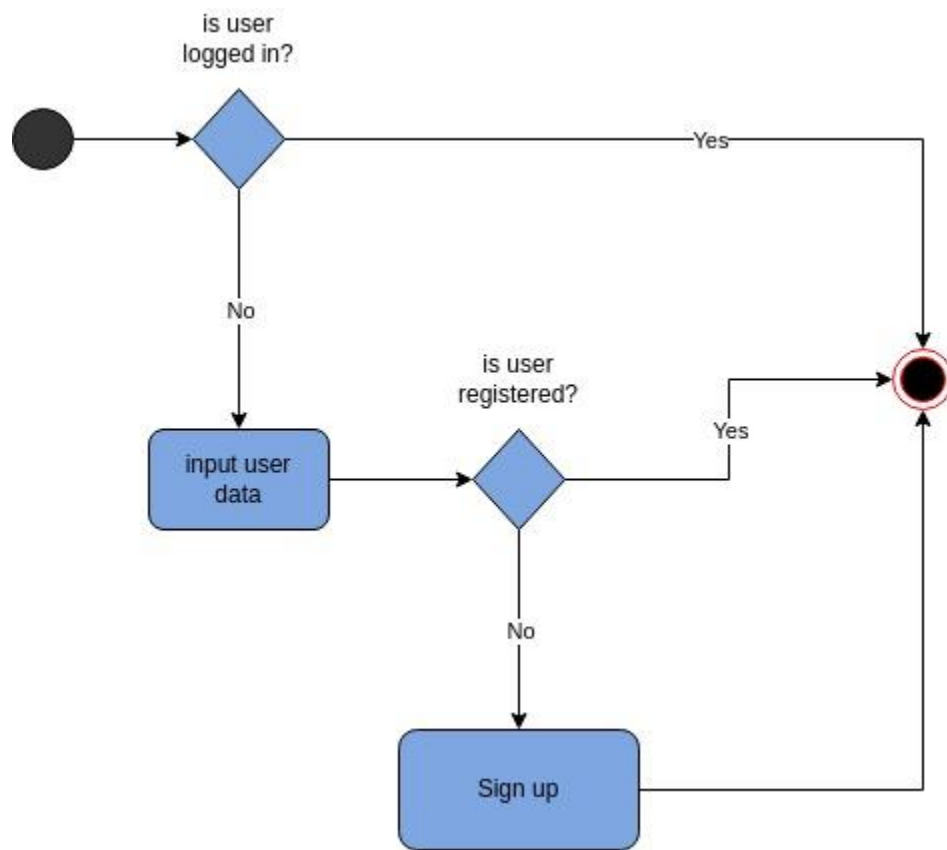 is user
logged in?
Yes
No
is user
registered?
Yes
input user
data
No
Sign up